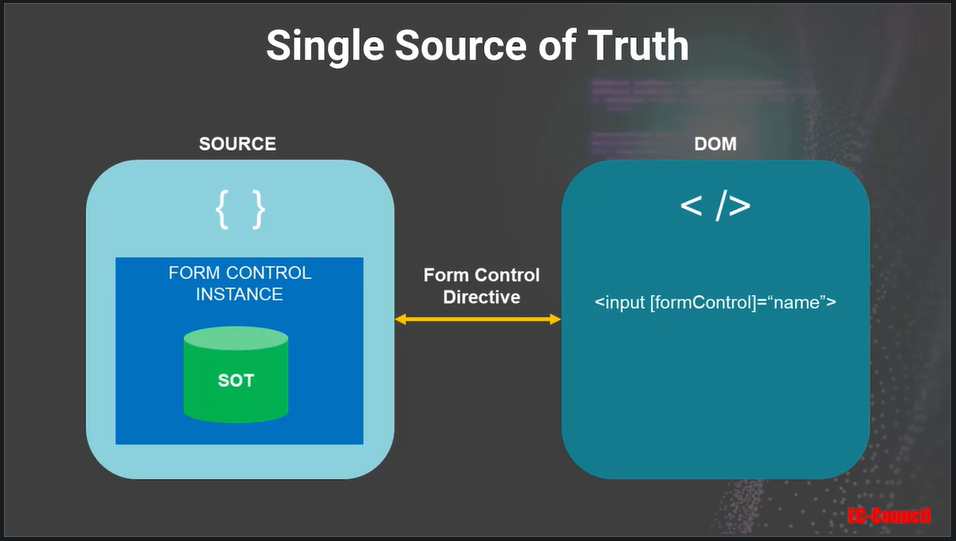 Single Source of Truth
SOURCE
DOM
{ }
< />
FORM CONTROL
INSTANCE
SOT
Form Control
Directive
<input [formControl]=“name”>
EC-Council